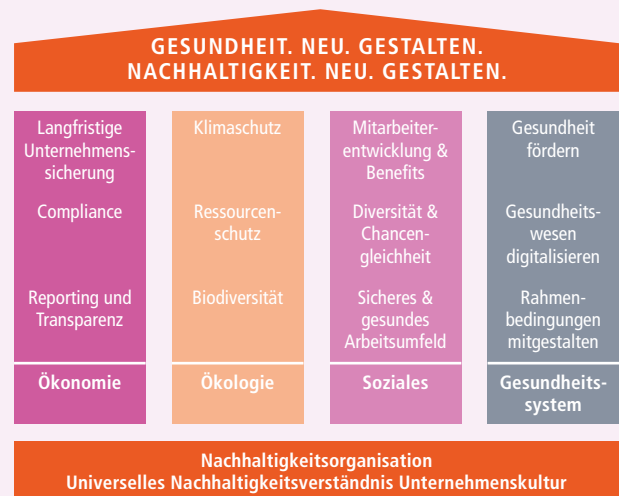 GESUNDHEIT. NEU. GESTALTEN.
NACHHALTIGKEIT. NEU. GESTALTEN.
Langfristige
Unternehmens-
sicherung
Compliance
Reporting und
Transparenz
Ökonomie
Klimaschutz
Ressourcen-
schutz
Biodiversität
Ökologie
Mitarbeiter-
entwicklung &
Benefits
Diversität &
Chancen-
gleichheit
Sicheres &
gesundes
Arbeitsumfeld
Soziales
Gesundheit
fördern
Gesundheits-
wesen
digitalisieren
Rahmen-
bedingungen
mitgestalten
Gesundheits-
system
Nachhaltigkeitsorganisation
Universelles Nachhaltigkeitsverständnis Unternehmenskultur